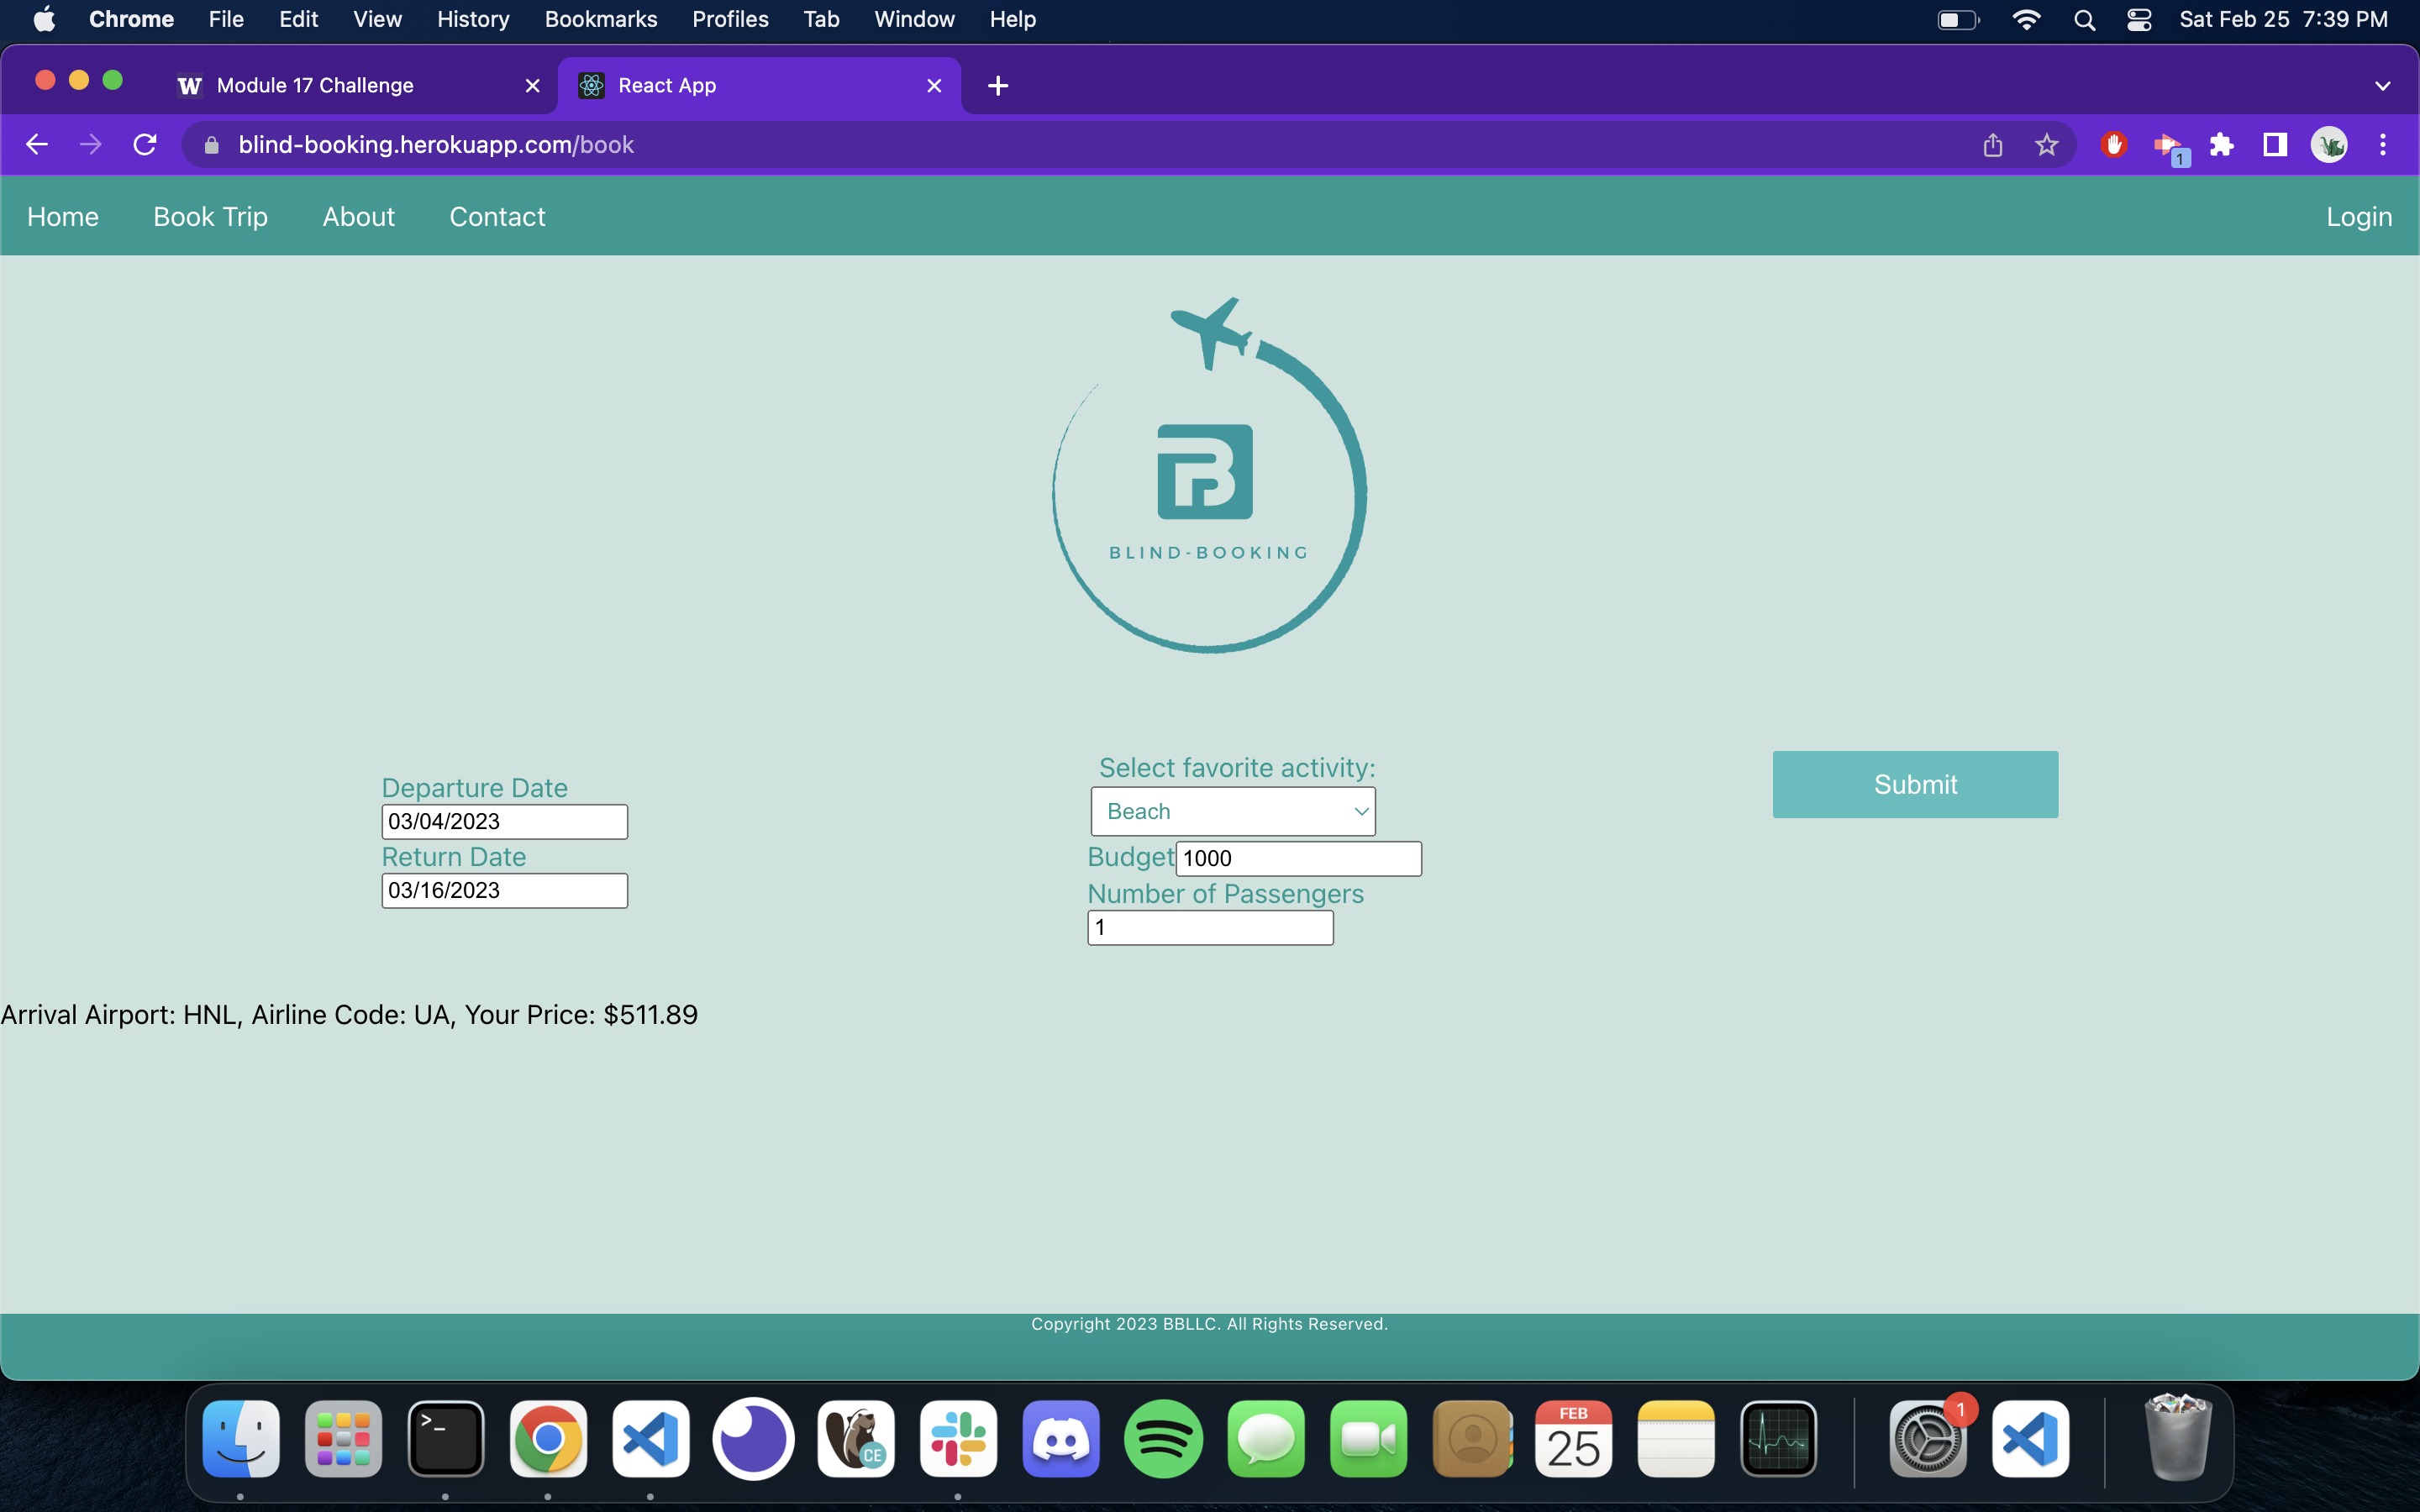 Chrome File Edit View History Bookmarks Profiles Tab Window Help Sat Feb 25 7:39 PM
W Module 17 Challenge React App
blind-booking.herokuapp.com/book 1
Home Book Trip About Contact Login
B
BLIND-BOOKING
Select favorite activity:
Departure Date
Submit
03/04/2023
Beach
Return Date
Budget 1000
03/16/2023
Number of Passengers
1
Arrival Airport: HNL, Airline Code: UA, Your Price: $511.89
Copyright 2023 BBLLC. All Rights Reserved.
>_ CE FEB 25 1